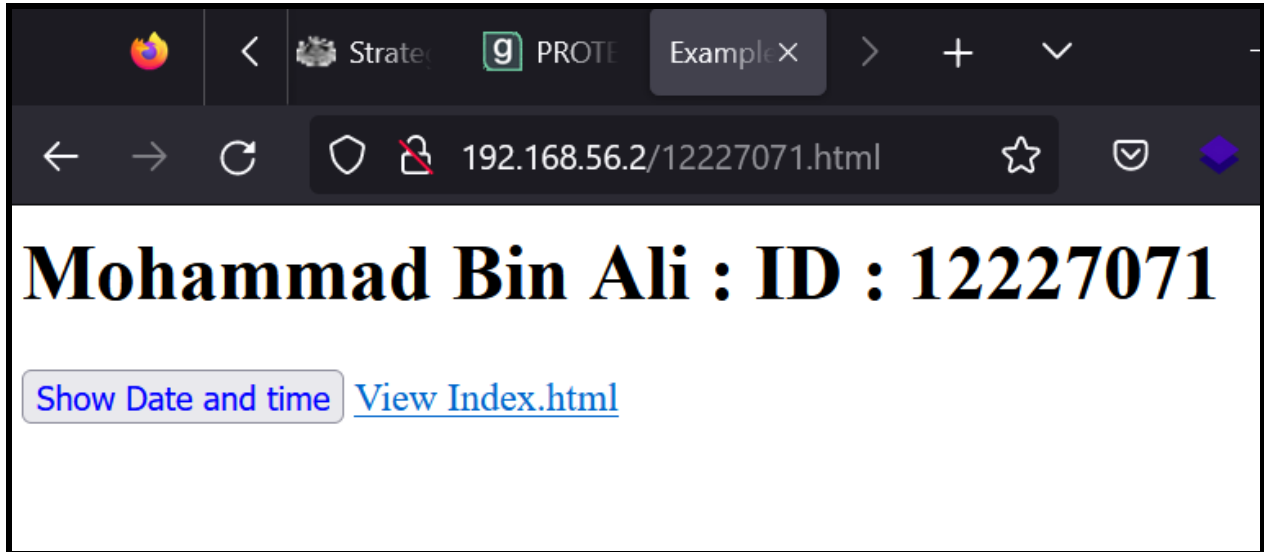 Strate
g PROTE
Example
192.168.56.2/12227071.html
Mohammad Bin Ali : ID : 12227071
Show Date and time View Index.html